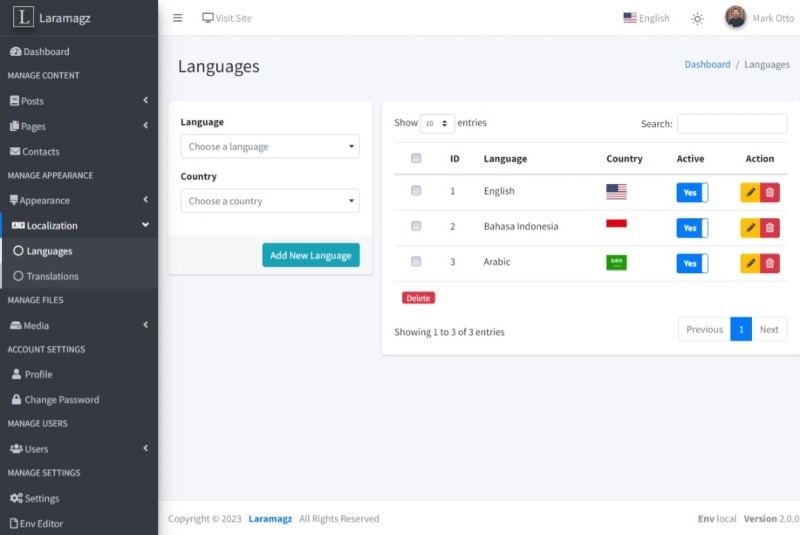 L Laramagz
Visit Site
English
Mark Otto
Dashboard
MANAGE CONTENT
Posts
Pages
Contacts
MANAGE APPEARANCE
Appearance
Localization
Languages
Translations
MANAGE FILES
Media
ACCOUNT SETTINGS
Profile
Change Password
MANAGE USERS
Users
MANAGE SETTINGS
Settings
Env Editor
Languages
Dashboard / Languages
Language
Choose a language
Country
Choose a country
Add New Language
Show 10 entries
Search:
ID Language Country Active Action
1 English Yes
2 Bahasa Indonesia Yes
3 Arabic Yes
Delete
Showing 1 to 3 of 3 entries
Previous 1 Next
Copyright © 2023 Laramagz All Rights Reserved
Env local Version 2.0.0